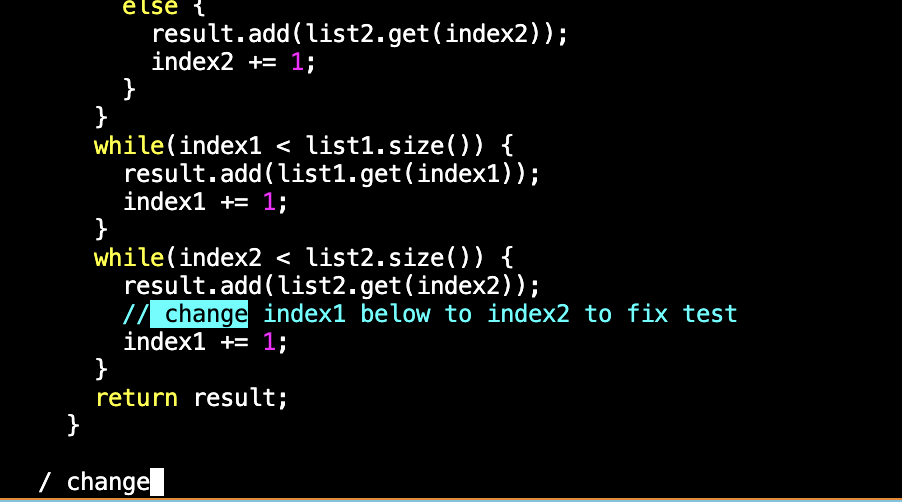 else {
result.add(list2.get(index2));
index2 += 1;
}
}
while(index1 < list1.size()) {
result.add(list1.get(index1));
index1 += 1;
}
while(index2 < list2.size()) {
result.add(list2.get(index2));
// change index1 below to index2 to fix test
index1 += 1;
}
return result;
}
/ change